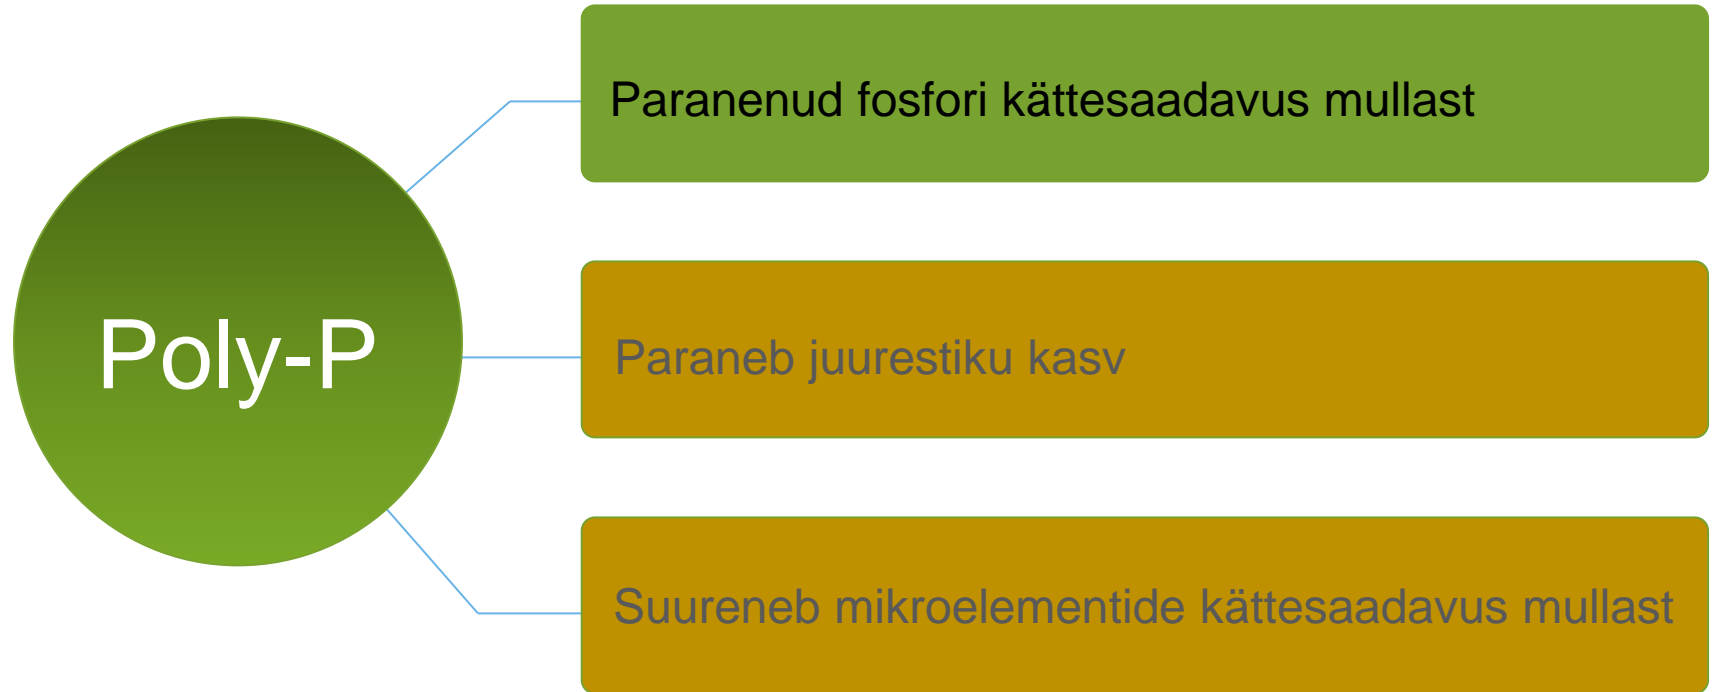 Poly-P
Paranenud fosfori kättesaadavus mullast
Paraneb juurestiku kasv
Suureneb mikroelementide kättesaadavus mullast